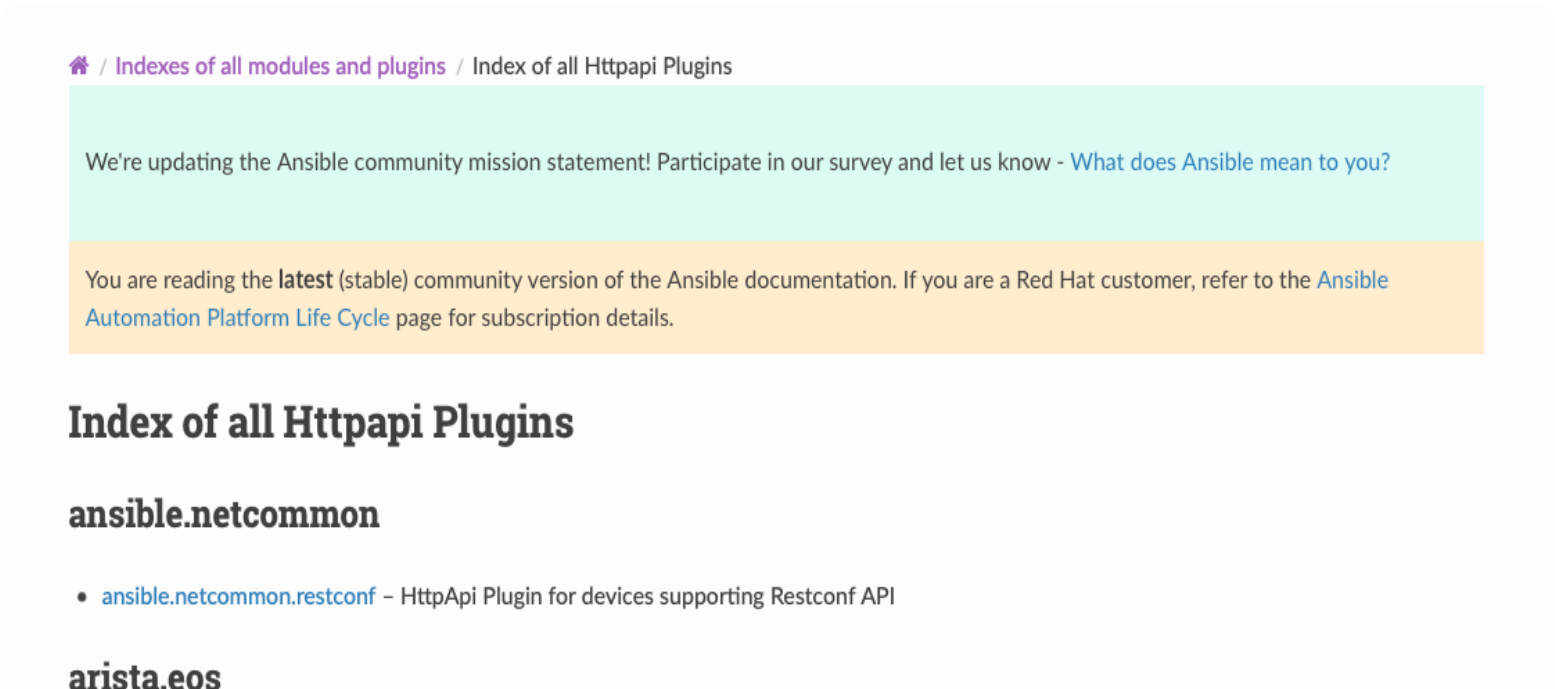 / Indexes of all modules and plugins / Index of all Httpapi Plugins
We're updating the Ansible community mission statement! Participate in our survey and let us know - What does Ansible mean to you?
You are reading the latest (stable) community version of the Ansible documentation. If you are a Red Hat customer, refer to the Ansible
Automation Platform Life Cycle page for subscription details.
Index of all Httpapi Plugins
ansible.netcommon
• ansible.netcommon.restconf – HttpApi Plugin for devices supporting Restconf API
arista.eos